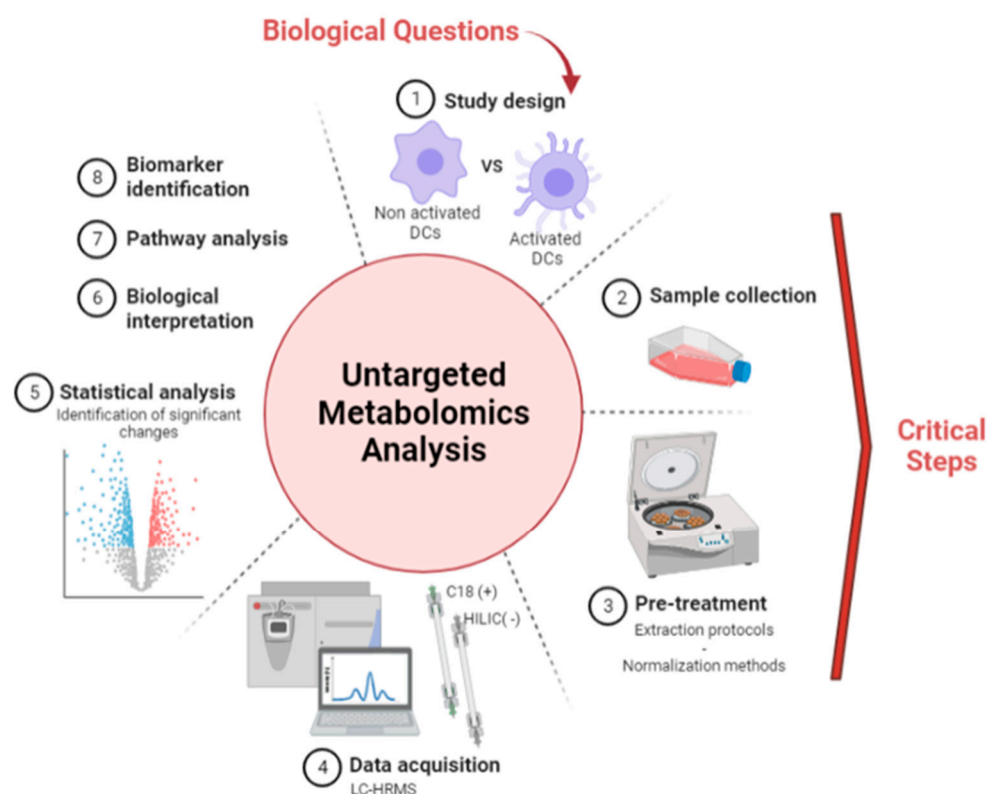 Biological Questions
1 Study design
vs
Non activated
DCs
Activated
DCs
2 Sample collection
3 Pre-treatment
Extraction protocols
-
Normalization methods
Critical
Steps
C18 (+)
HILIC( -)
4 Data acquisition
LC-HRMS
5 Statistical analysis
Identification of significant
changes
6 Biological
interpretation
7 Pathway analysis
8 Biomarker
identification
Untargeted
Metabolomics
Analysis